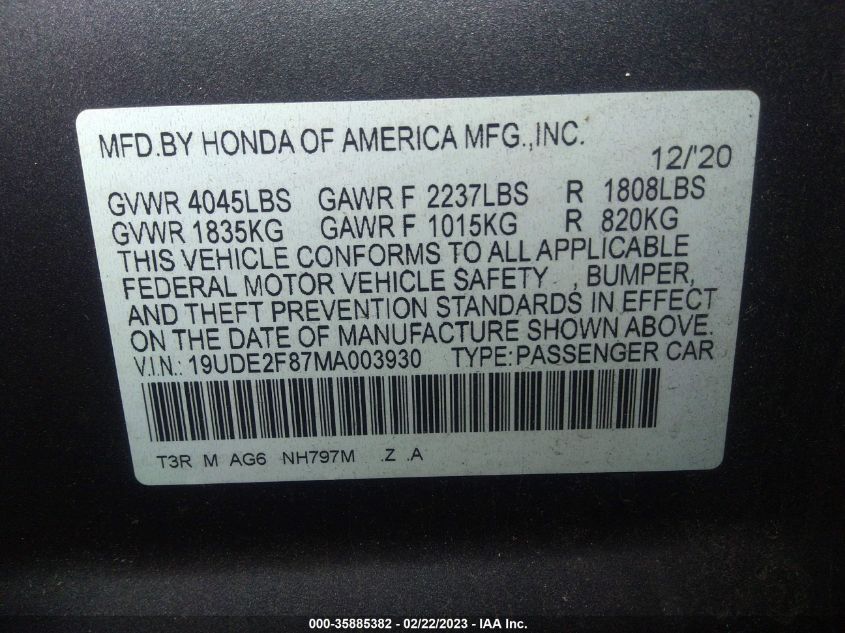 MFD.BY HONDA OF AMERICA MFG.,INC.
12/'20
GVWR 4045LBS GAWR F 2237LBS R 1808LBS
GVWR 1835KG GAWR F 1015KG R 820KG
THIS VEHICLE CONFORMS TO ALL APPLICABLE
FEDERAL MOTOR VEHICLE SAFETY , BUMPER,
AND THEFT PREVENTION STANDARDS IN EFFECT
ON THE DATE OF MANUFACTURE SHOWN ABOVE.
V.I.N.: 19UDE2F87MA003930 TYPE:PASSENGER CAR
T3R M AG6 NH797M .Z .A
000-35885382 - 02/22/2023 - IAA Inc.